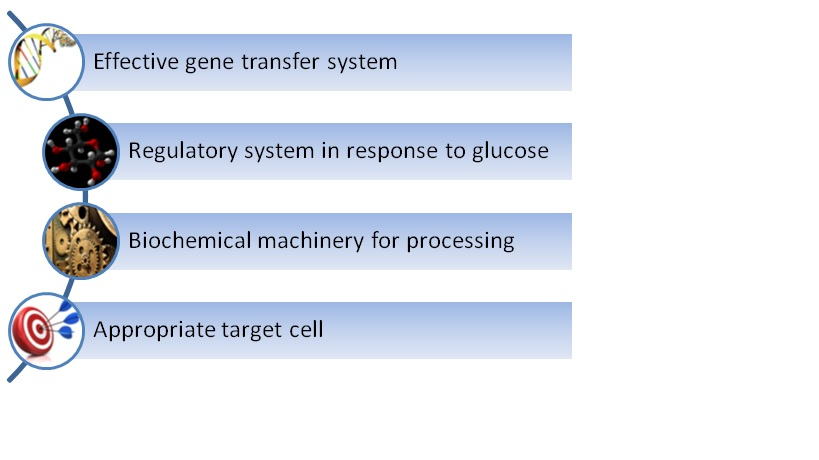 Effective gene transfer system
Regulatory system in response to glucose
Biochemical machinery for processing
Appropriate target cell